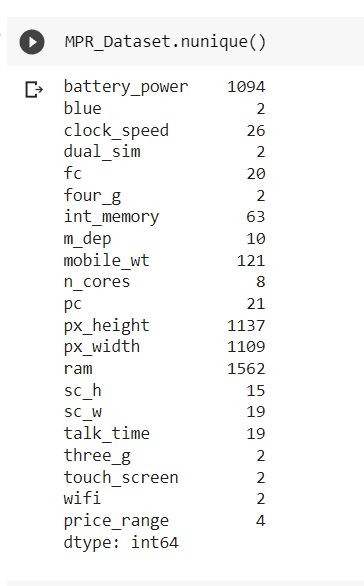 MPR_Dataset.nunique()
battery_power 1094
blue 2
clock_speed 26
dual_sim 2
fc 20
four_g 2
int_memory 63
m_dep 10
mobile_wt 121
n_cores 8
pc 21
px_height 1137
px_width 1109
ram 1562
sc_h 15
sc_w 19
talk_time 19
three_g 2
touch_screen 2
wifi 2
price_range 4
dtype: int64